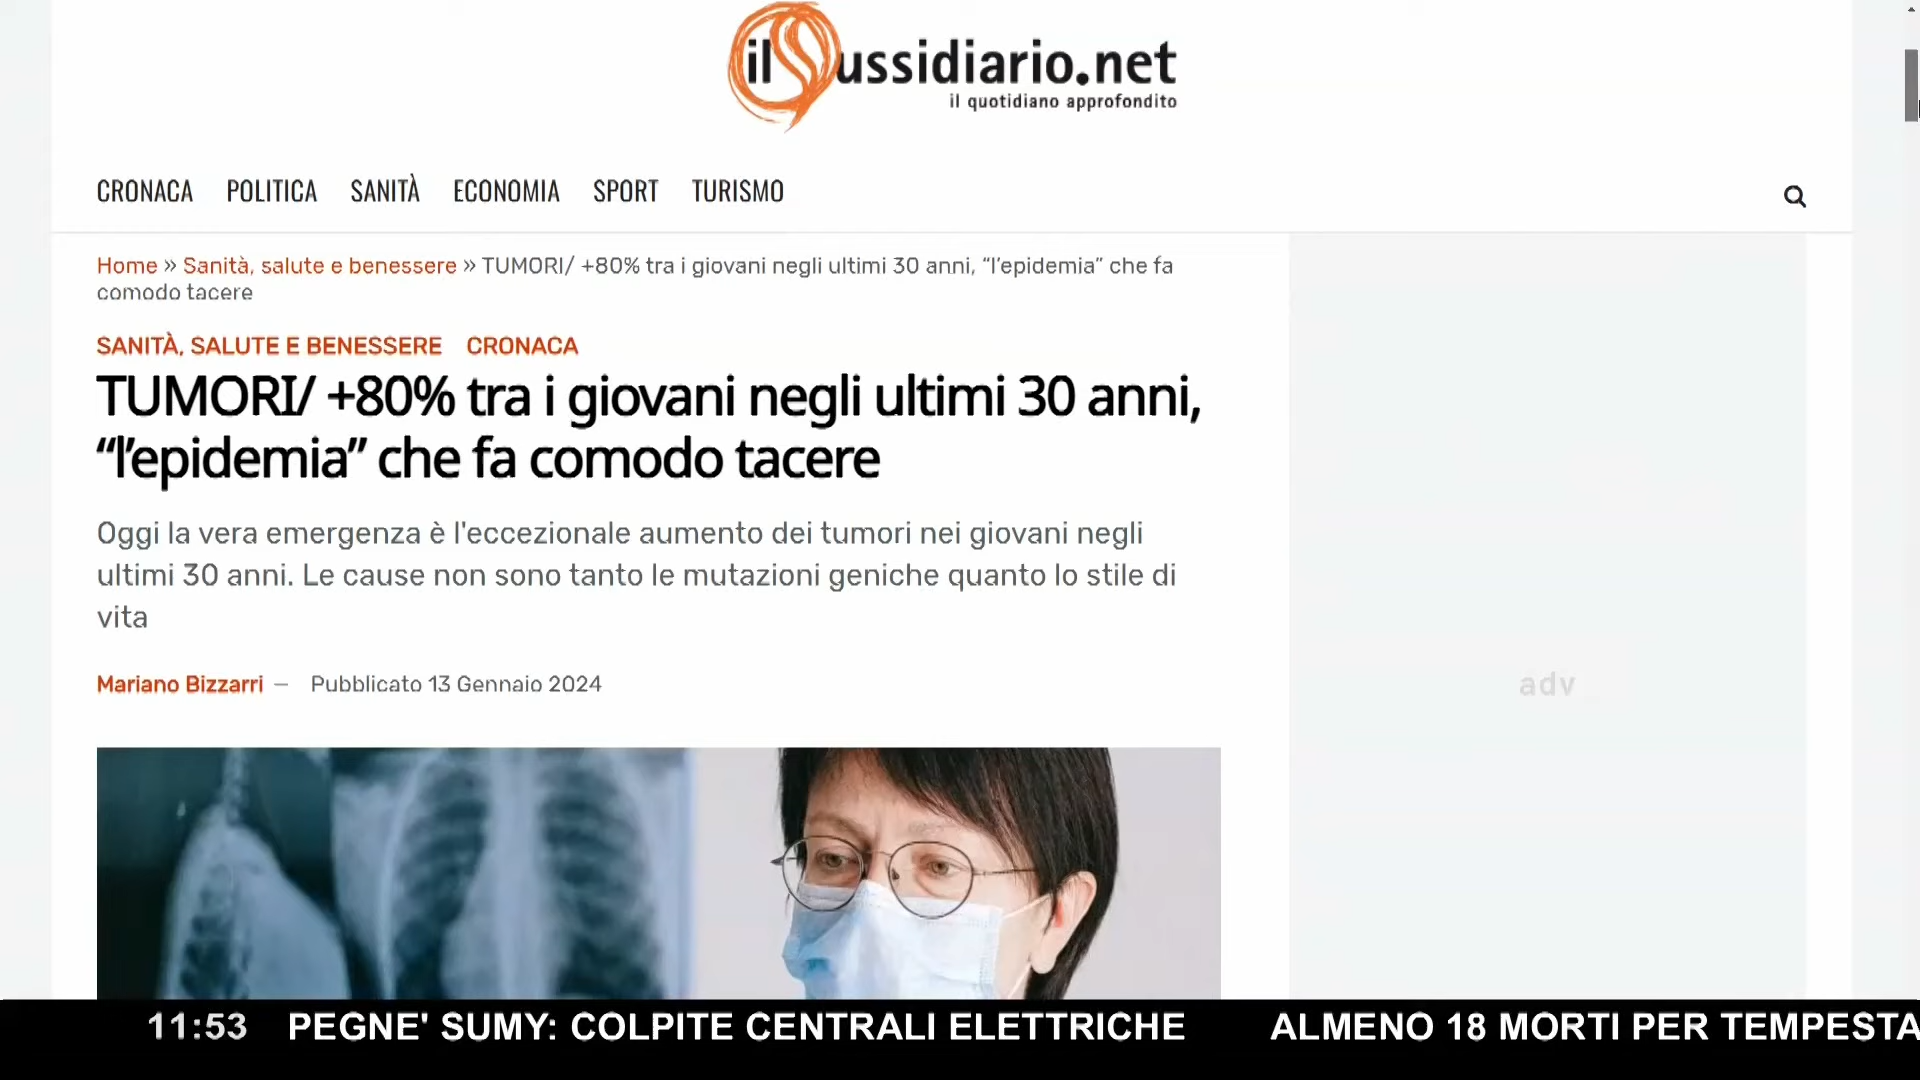 ilSussidiario.net
il quotidiano approfondito
CRONACA POLITICA SANITÀ ECONOMIA SPORT TURISMO
Home » Sanità, salute e benessere » TUMORI/ +80% tra i giovani negli ultimi 30 anni, “l’epidemia” che fa
comodo tacere
SANITÀ, SALUTE E BENESSERE CRONACA
TUMORI/ +80% tra i giovani negli ultimi 30 anni,
“l’epidemia” che fa comodo tacere
Oggi la vera emergenza è l'eccezionale aumento dei tumori nei giovani negli
ultimi 30 anni. Le cause non sono tanto le mutazioni geniche quanto lo stile di
vita
Mariano Bizzarri — Pubblicato 13 Gennaio 2024
adv
11:53 PEGNE' SUMY: COLPITE CENTRALI ELETTRICHE ALMENO 18 MORTI PER TEMPESTA